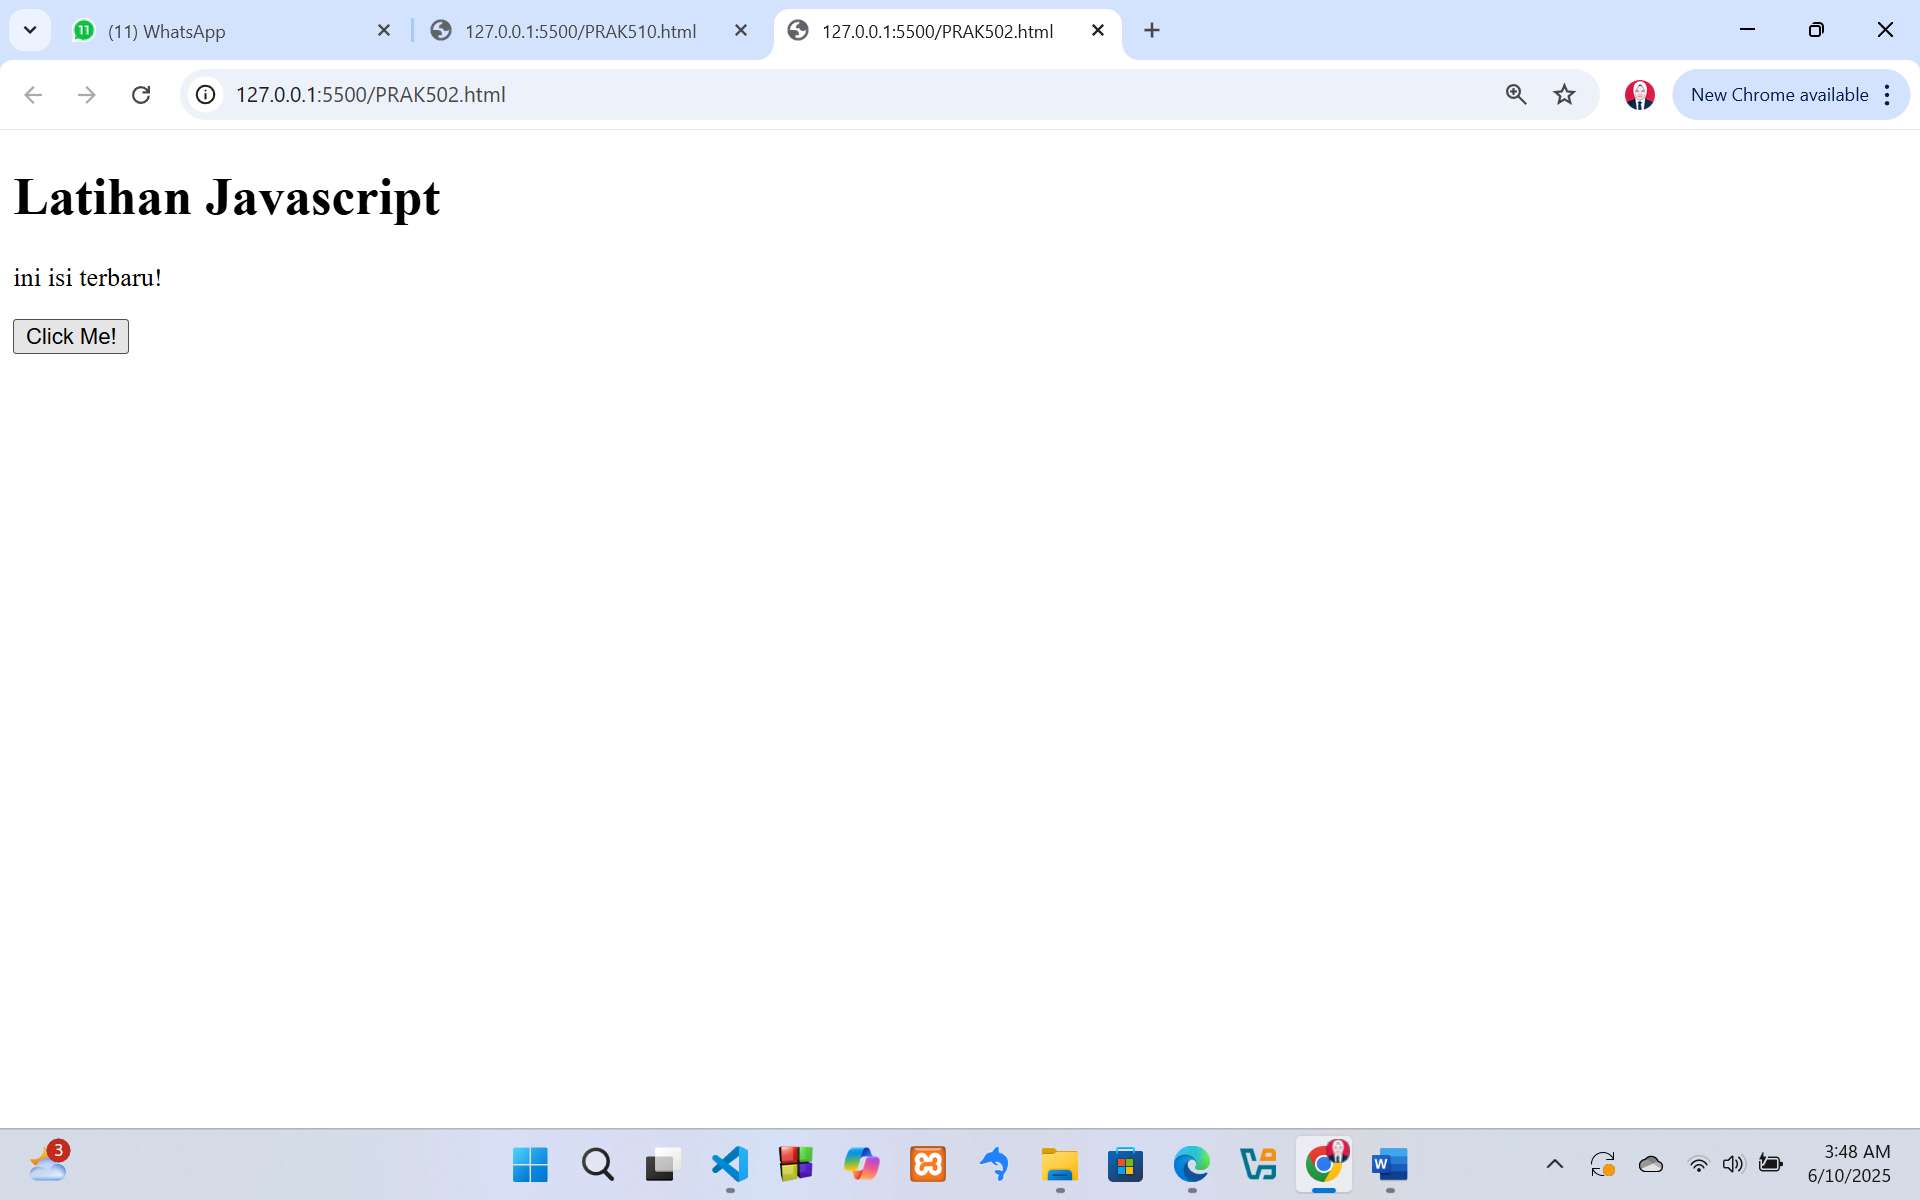 11 (11) WhatsApp
127.0.0.1:5500/PRAK510.html
127.0.0.1:5500/PRAK502.html
127.0.0.1:5500/PRAK502.html
New Chrome available
Latihan Javascript
ini isi terbaru!
Click Me!
3
W
3:48 AM
6/10/2025